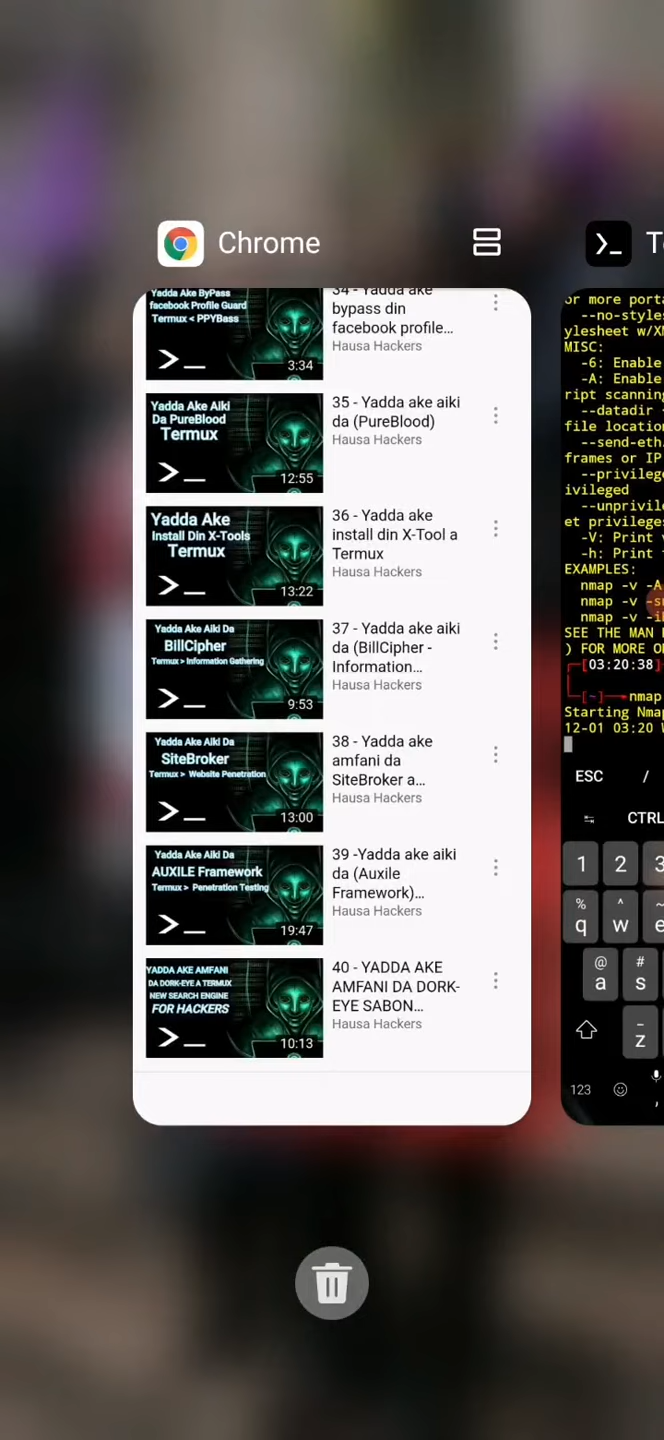 Chrome
Yadda Ake ByPass
facebook Profile Guard
Termux < PPYBass
3:34
34 - Yadda ake
bypass din
facebook profile...
Hausa Hackers
Yadda Ake Aiki
Da PureBlood
Termux
12:55
35 - Yadda ake aiki
da (PureBlood)
Hausa Hackers
Yadda Ake
Install Din X-Tools
Termux
13:22
36 - Yadda ake
install din X-Tool a
Termux
Hausa Hackers
Yadda Ake Aiki Da
BillCipher
Termux > Information Gathering
9:53
37 - Yadda ake aiki
da (BillCipher -
Information...
Hausa Hackers
Yadda Ake Aiki Da
SiteBroker
Termux > Website Penetration
13:00
38 - Yadda ake
amfani da
SiteBroker a...
Hausa Hackers
Yadda Ake Aiki Da
AUXILE Framework
Termux > Penetration Testing
19:47
39 -Yadda ake aiki
da (Auxile
Framework)...
Hausa Hackers
YADDA AKE AMFANI
DA DORK-EYE A TERMUX
NEW SEARCH ENGINE
FOR HACKERS
10:13
40 - YADDA AKE
AMFANI DA DORK-
EYE SABON...
Hausa Hackers
or more porta
--no-styles
ylesheet w/XM
MISC:
-6: Enable
-A: Enable
ript scanning
--datadir
file location
--send-eth
frames or IP
--privilege
ivileged
--unprivile
et privileges
-V: Print
-h: Print
EXAMPLES:
nmap -v -A
nmap -v -sn
nmap -v -i
SEE THE MAN
) FOR MORE O
[03:20:38]
[~] nmap
Starting Nmap
12-01 03:20 W
ESC /
CTRL
1 2 3
% ^ ~
q w e
@ #
a s
_
z
123 ,